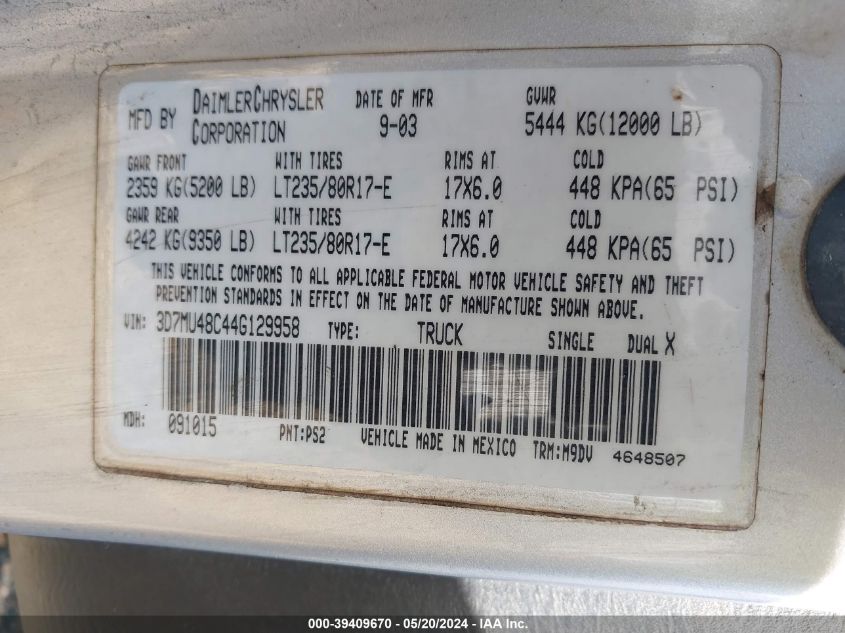 MFD BY DAIMLERCHRYSLER CORPORATION DATE OF MFR 9-03 GVWR 5444 KG(12000 LB)
GAWR FRONT WITH TIRES RIMS AT COLD
2359 KG(5200 LB) LT235/80R17-E 17X6.0 448 KPA(65 PSI)
GAWR REAR WITH TIRES RIMS AT COLD
4242 KG(9350 LB) LT235/80R17-E 17X6.0 448 KPA(65 PSI)
THIS VEHICLE CONFORMS TO ALL APPLICABLE FEDERAL MOTOR VEHICLE SAFETY AND THEFT
PREVENTION STANDARDS IN EFFECT ON THE DATE OF MANUFACTURE SHOWN ABOVE.
VIN: 3D7MU48C44G129958 TYPE: TRUCK SINGLE DUAL X
MDH: 091015 PNT:PS2 VEHICLE MADE IN MEXICO TRM:M9DV 4648507
000-39409670 - 05/20/2024 - IAA Inc.